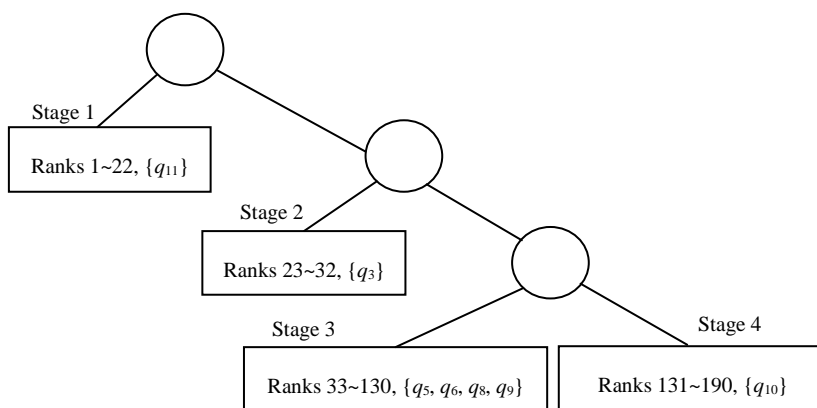 Stage 1
Ranks 1~22, {q₁₁}
Stage 2
Ranks 23~32, {q₃}
Stage 3
Ranks 33~130, {q₅, q₆, q₈, q₉}
Stage 4
Ranks 131~190, {q₁₀}